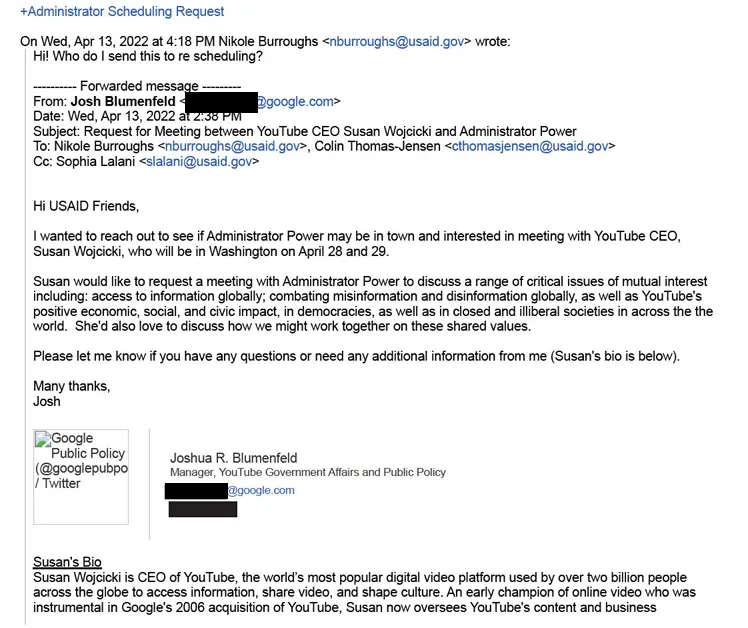 +Administrator Scheduling Request
On Wed, Apr 13, 2022 at 4:18 PM Nikole Burroughs <nburroughs@usaid.gov> wrote:
Hi! Who do I send this to re scheduling?
---------- Forwarded message ---------
From: Josh Blumenfeld < @google.com>
Date: Wed, Apr 13, 2022 at 2:38 PM
Subject: Request for Meeting between YouTube CEO Susan Wojcicki and Administrator Power
To: Nikole Burroughs <nburroughs@usaid.gov>, Colin Thomas-Jensen <cthomasjensen@usaid.gov>
Cc: Sophia Lalani <slalani@usaid.gov>
Hi USAID Friends,
I wanted to reach out to see if Administrator Power may be in town and interested in meeting with YouTube CEO,
Susan Wojcicki, who will be in Washington on April 28 and 29.
Susan would like to request a meeting with Administrator Power to discuss a range of critical issues of mutual interest
including: access to information globally; combating misinformation and disinformation globally, as well as YouTube's
positive economic, social, and civic impact, in democracies, as well as in closed and illiberal societies in across the the
world. She'd also love to discuss how we might work together on these shared values.
Please let me know if you have any questions or need any additional information from me (Susan's bio is below).
Many thanks,
Josh
Google
Public Policy
(@googlepubpo
/ Twitter
Joshua R. Blumenfeld
Manager, YouTube Government Affairs and Public Policy
@google.com
Susan's Bio
Susan Wojcicki is CEO of YouTube, the world's most popular digital video platform used by over two billion people
across the globe to access information, share video, and shape culture. An early champion of online video who was
instrumental in Google's 2006 acquisition of YouTube, Susan now oversees YouTube's content and business